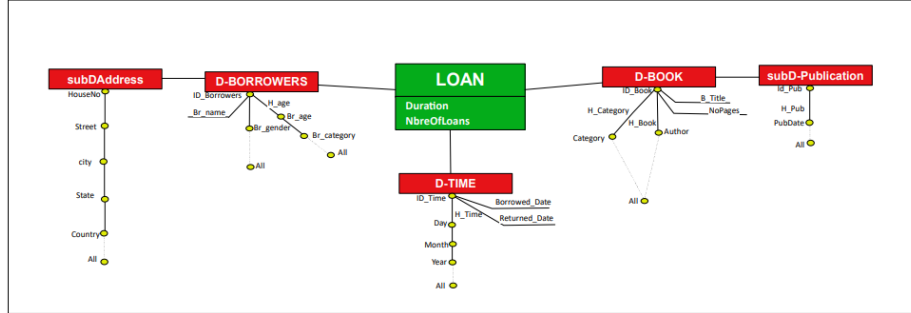 LOAN
Duration
NbreOfLoans
subDAddress
HouseNo
Street
city
State
Country
All
D-BORROWERS
ID_Borrowers
Br_name
H_age
Br_age
Br_gender
Br_category
All
All
D-TIME
ID_Time
Borrowed_Date
H_Time
Returned_Date
Day
Month
Year
All
D-BOOK
ID_Book
B_Title
NoPages
H_Category
H_Book
Category
Author
All
subD-Publication
Id_Pub
H_Pub
PubDate
All